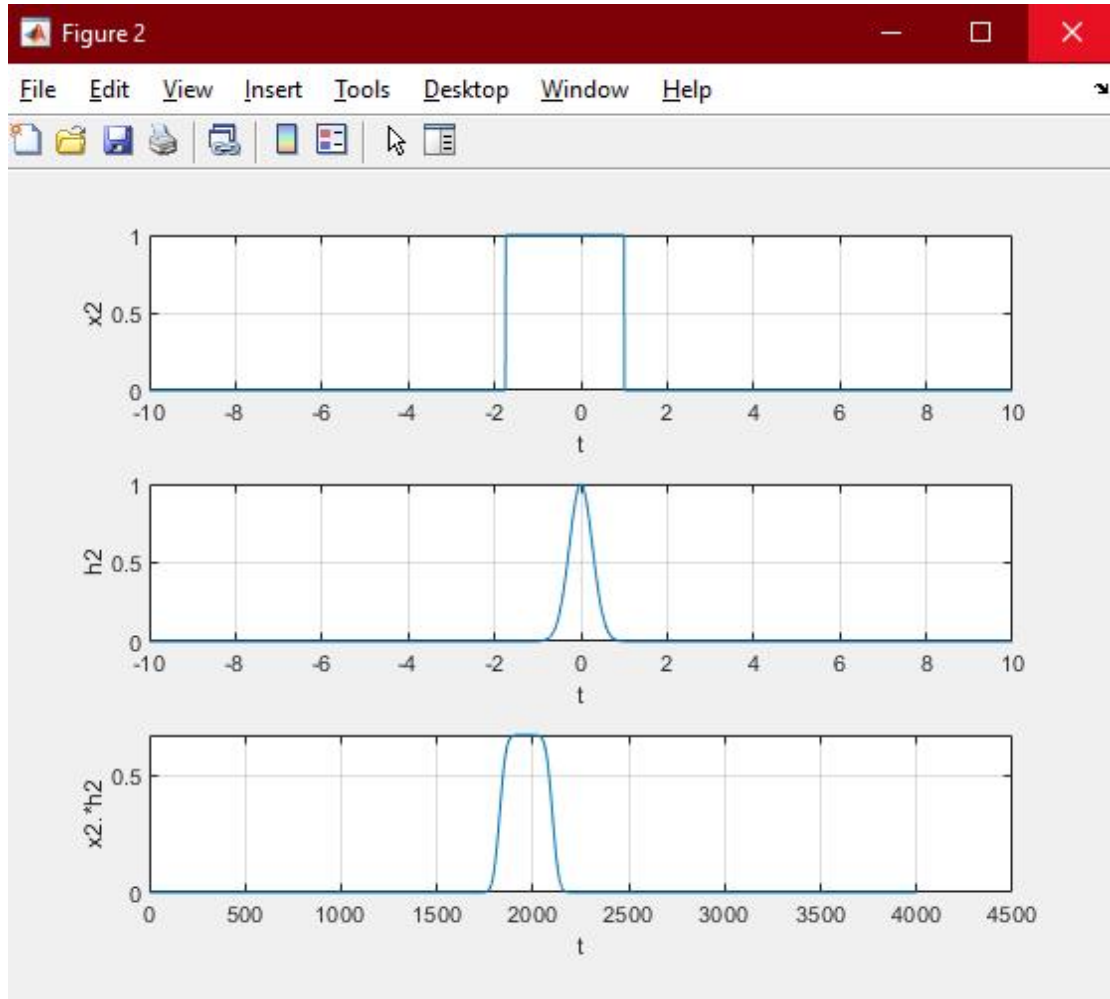 Figure 2
File Edit View Insert Tools Desktop Window Help
1
0.5
0
x2
-10 -8 -6 -4 -2 0 2 4 6 8 10
t
1
0.5
0
h2
-10 -8 -6 -4 -2 0 2 4 6 8 10
t
0.5
0
x2.*h2
0 500 1000 1500 2000 2500 3000 3500 4000 4500
t